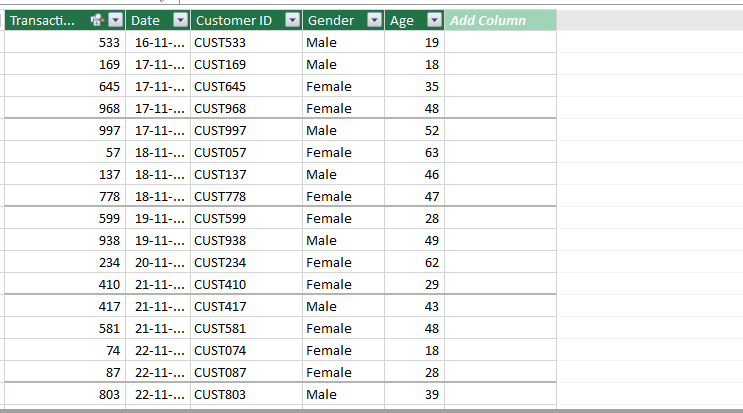 Transacti... Date Customer ID Gender Age Add Column
533 16-11-... CUST533 Male 19
169 17-11-... CUST169 Male 18
645 17-11-... CUST645 Female 35
968 17-11-... CUST968 Female 48
997 17-11-... CUST997 Male 52
57 18-11-... CUST057 Female 63
137 18-11-... CUST137 Male 46
778 18-11-... CUST778 Female 47
599 19-11-... CUST599 Female 28
938 19-11-... CUST938 Male 49
234 20-11-... CUST234 Female 62
410 21-11-... CUST410 Female 29
417 21-11-... CUST417 Male 43
581 21-11-... CUST581 Female 48
74 22-11-... CUST074 Female 18
87 22-11-... CUST087 Female 28
803 22-11-... CUST803 Male 39